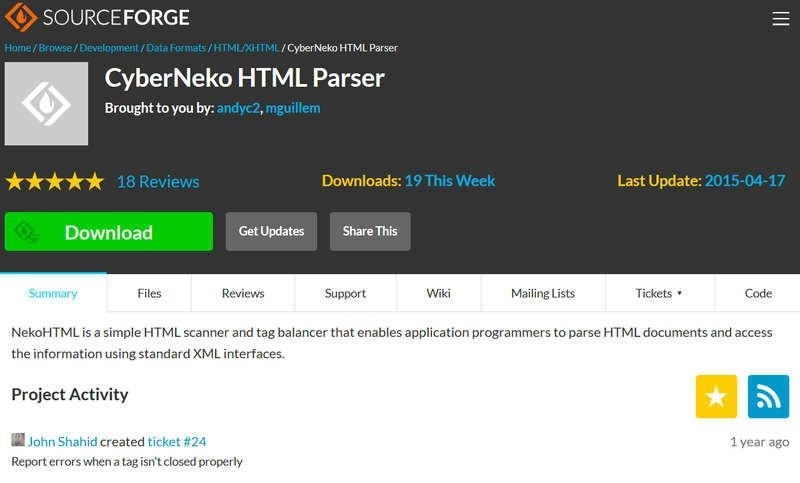 SOURCEFORGE
Home / Browse / Development / Data Formats / HTML/XHTML / CyberNeko HTML Parser
CyberNeko HTML Parser
Brought to you by: andyc2, mguillem
18 Reviews
Downloads: 19 This Week
Last Update: 2015-04-17
SF
Download
Get Updates
Share This
Summary
Files
Reviews
Support
Wiki
Mailing Lists
Tickets
Code
NekoHTML is a simple HTML scanner and tag balancer that enables application programmers to parse HTML documents and access
the information using standard XML interfaces.
Project Activity
John Shahid created ticket #24
1 year ago
Report errors when a tag isn't closed properly